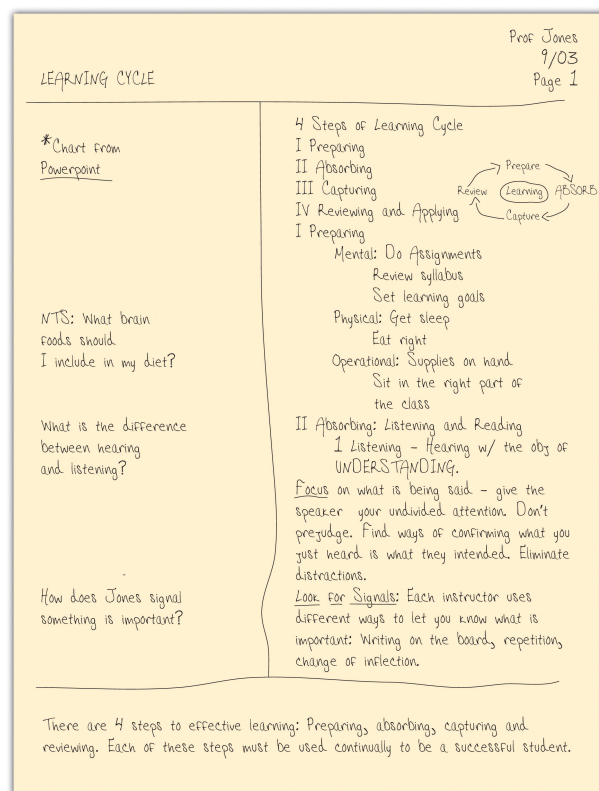 Prof Jones
9/03
LEARNING CYCLE
Page 1
*Chart from
Powerpoint
NTS: What brain
foods should
I include in my diet?
What is the difference
between hearing
and listening?
How does Jones signal
something is important?
4 Steps of Learning Cycle
I Preparing
II Absorbing
III Capturing
IV Reviewing and Applying
Prepare
Review
Learning
ABSORB
Capture
I Preparing
Mental: Do Assignments
Review syllabus
Set learning goals
Physical: Get sleep
Eat right
Operational: Supplies on hand
Sit in the right part of
the class
II Absorbing: Listening and Reading
1 Listening – Hearing w/ the obj of
UNDERSTANDING.
Focus on what is being said – give the
speaker your undivided attention. Don't
prejudge. Find ways of confirming what you
just heard is what they intended. Eliminate
distractions.
Look for Signals: Each instructor uses
different ways to let you know what is
important: Writing on the board, repetition,
change of inflection.
There are 4 steps to effective learning: Preparing, absorbing, capturing and
reviewing. Each of these steps must be used continually to be a successful student.